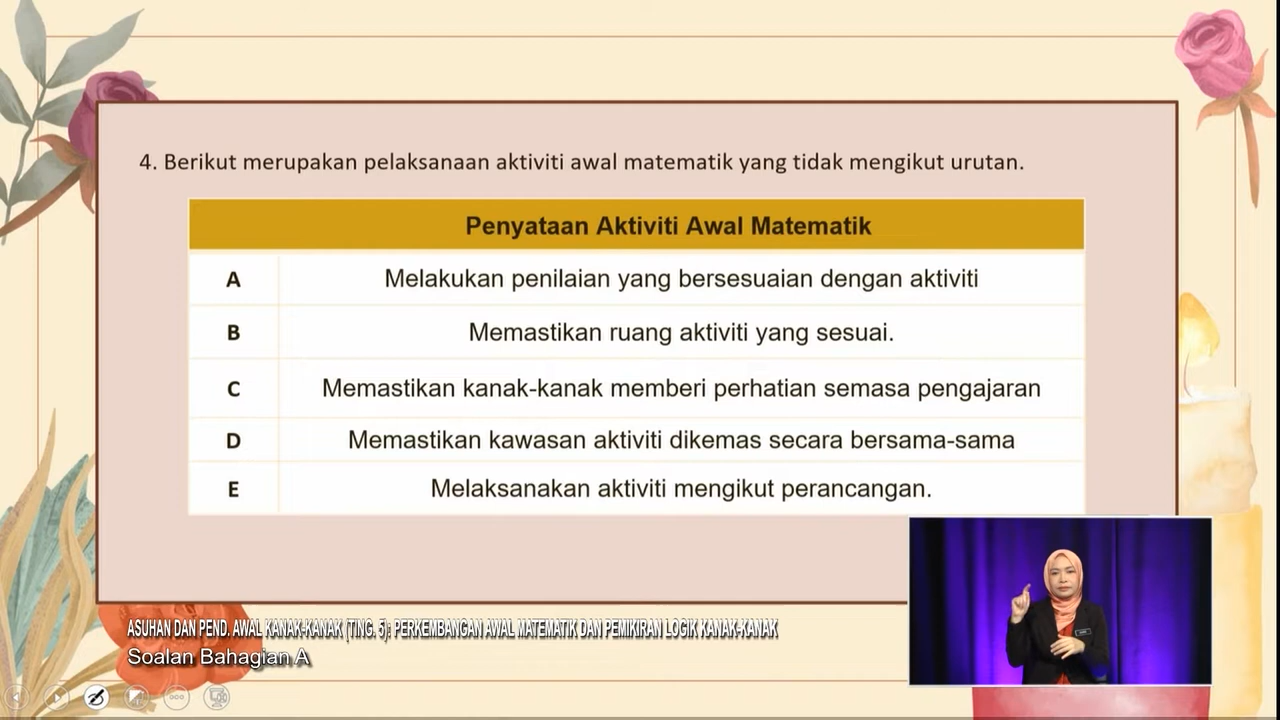 4. Berikut merupakan pelaksanaan aktiviti awal matematik yang tidak mengikut urutan.
Penyataan Aktiviti Awal Matematik
A Melakukan penilaian yang bersesuaian dengan aktiviti
B Memastikan ruang aktiviti yang sesuai.
C Memastikan kanak-kanak memberi perhatian semasa pengajaran
D Memastikan kawasan aktiviti dikemas secara bersama-sama
E Melaksanakan aktiviti mengikut perancangan.
ASUHAN DAN PEND. AWAL KANAK-KANAK (TING. 5): PERKEMBANGAN AWAL MATEMATIK DAN PEMIKIRAN LOGIK KANAK-KANAK
Soalan Bahagian A